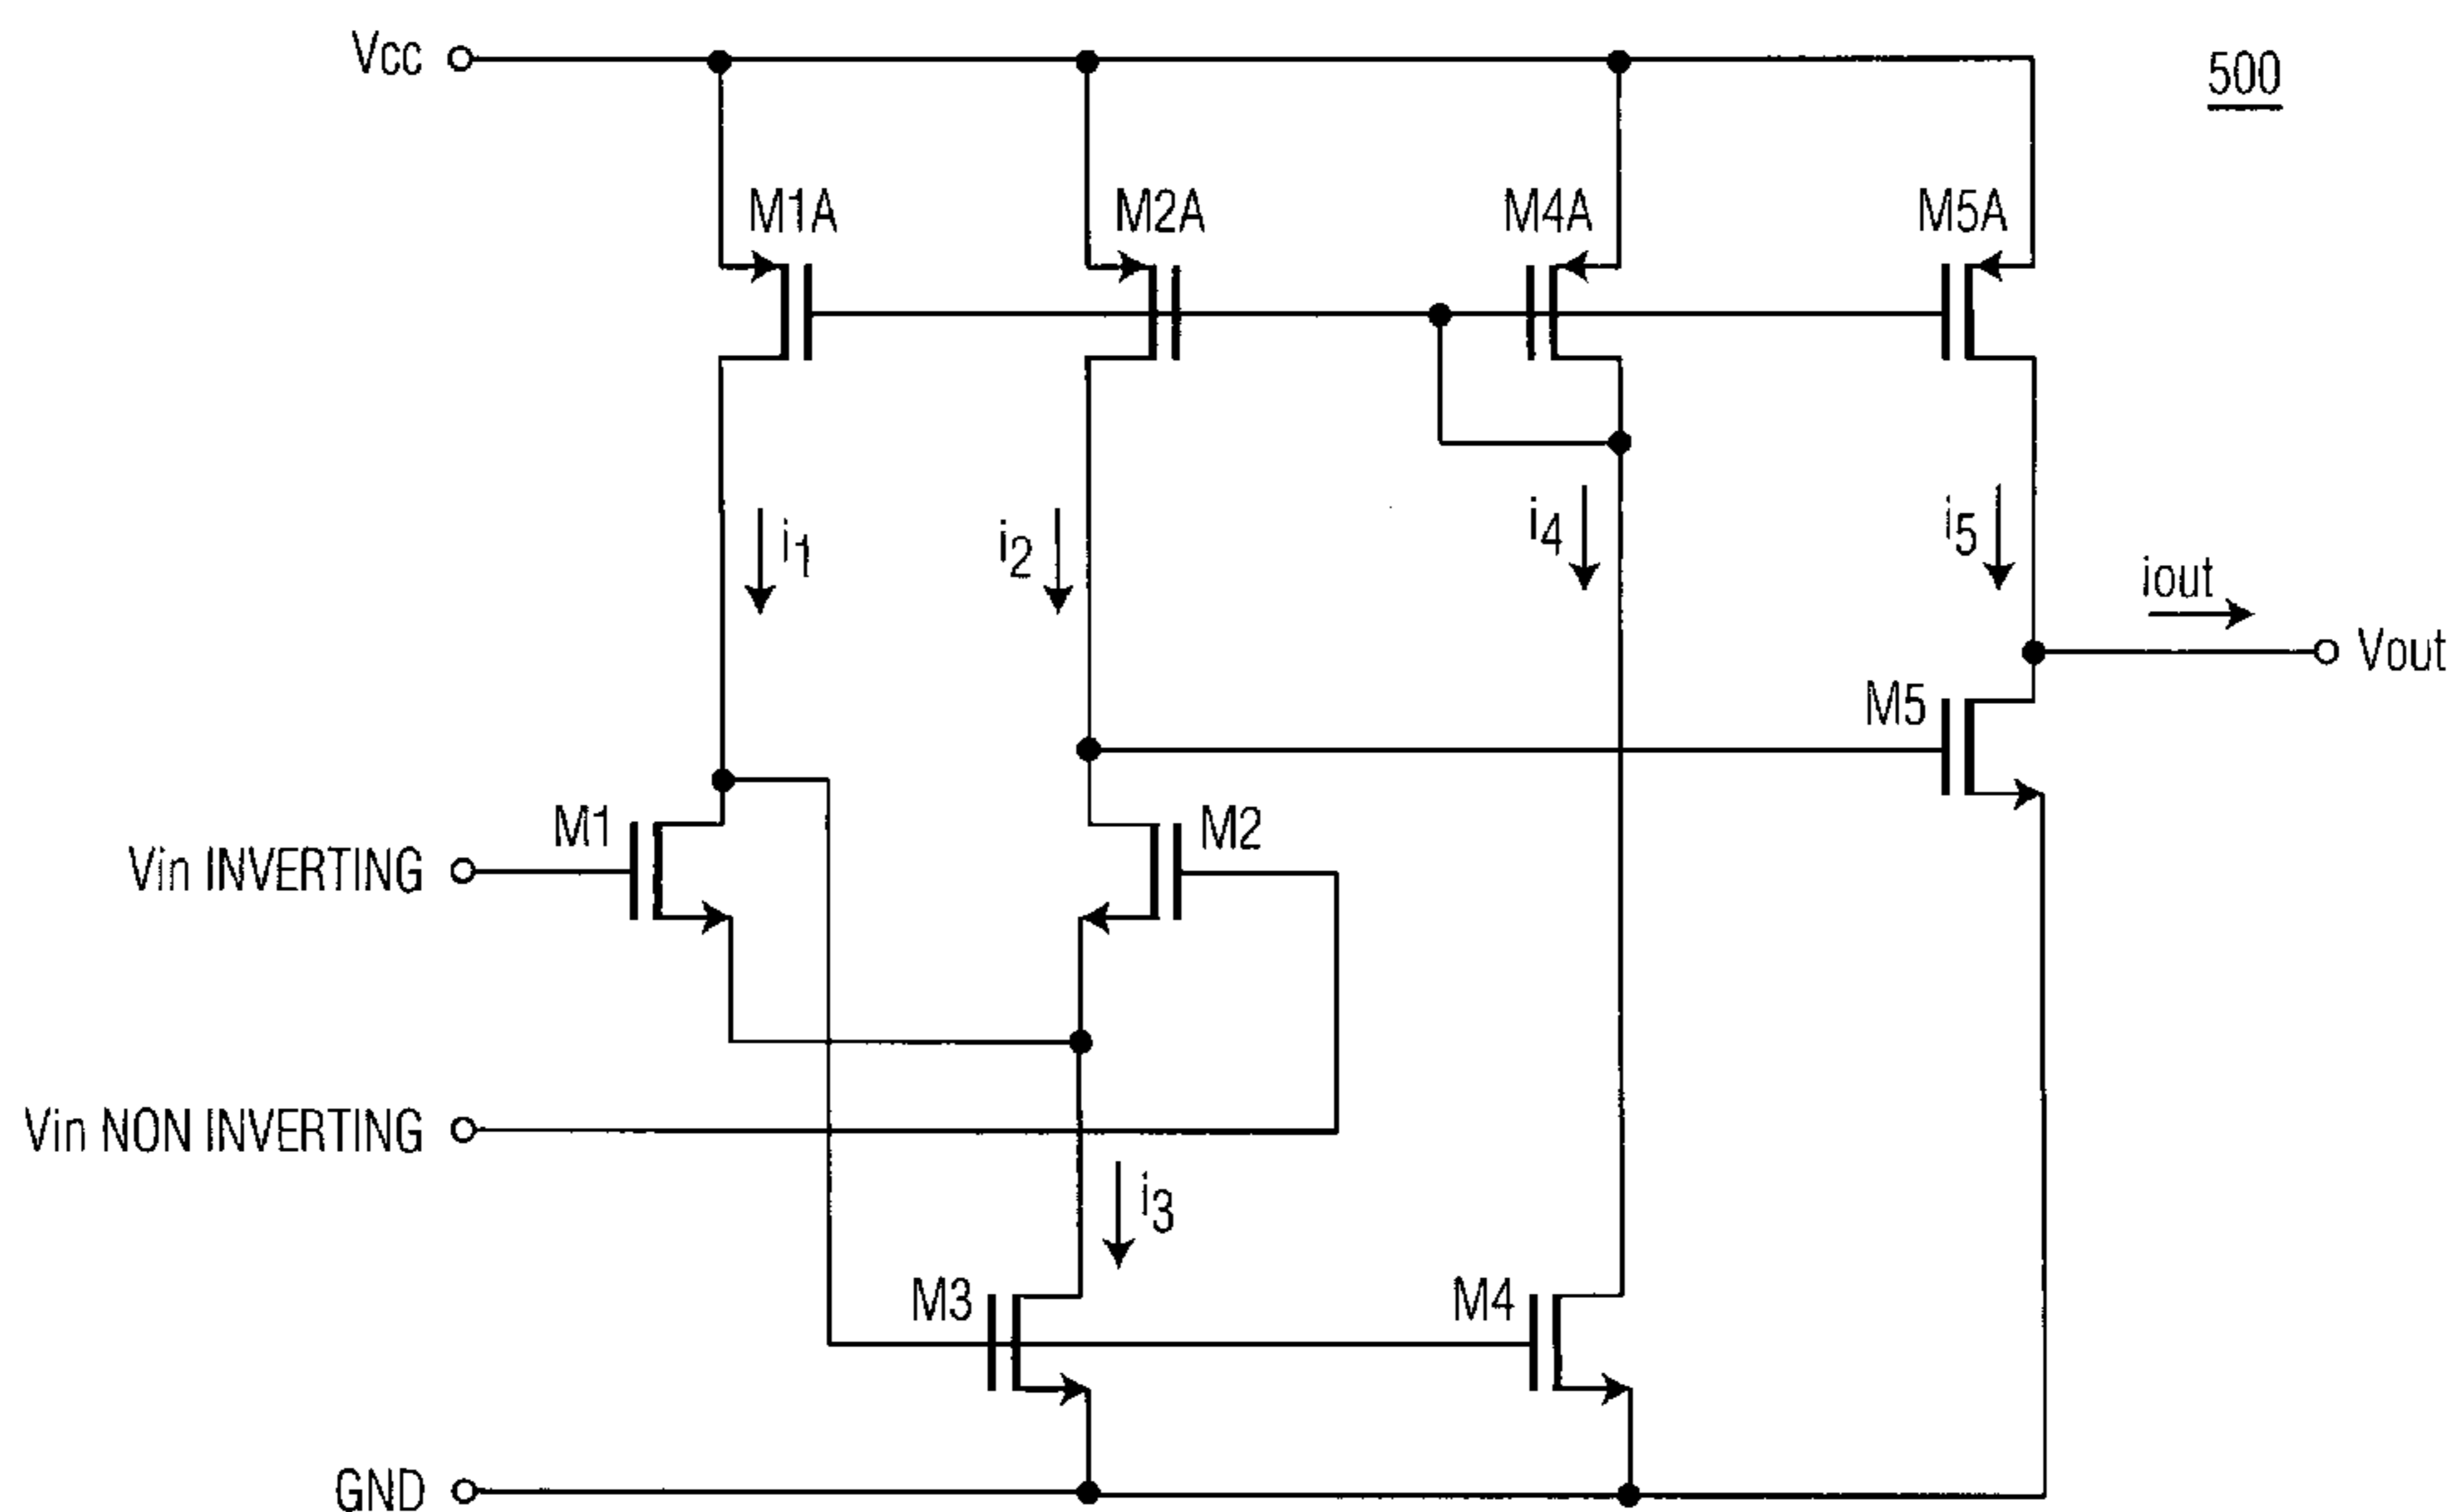 Vcc
500
M1A
M2A
M4A
M5A
i1
i2
i4
i5
iout
Vout
M5
M1
M2
Vin INVERTING
Vin NON INVERTING
i3
M3
M4
GND